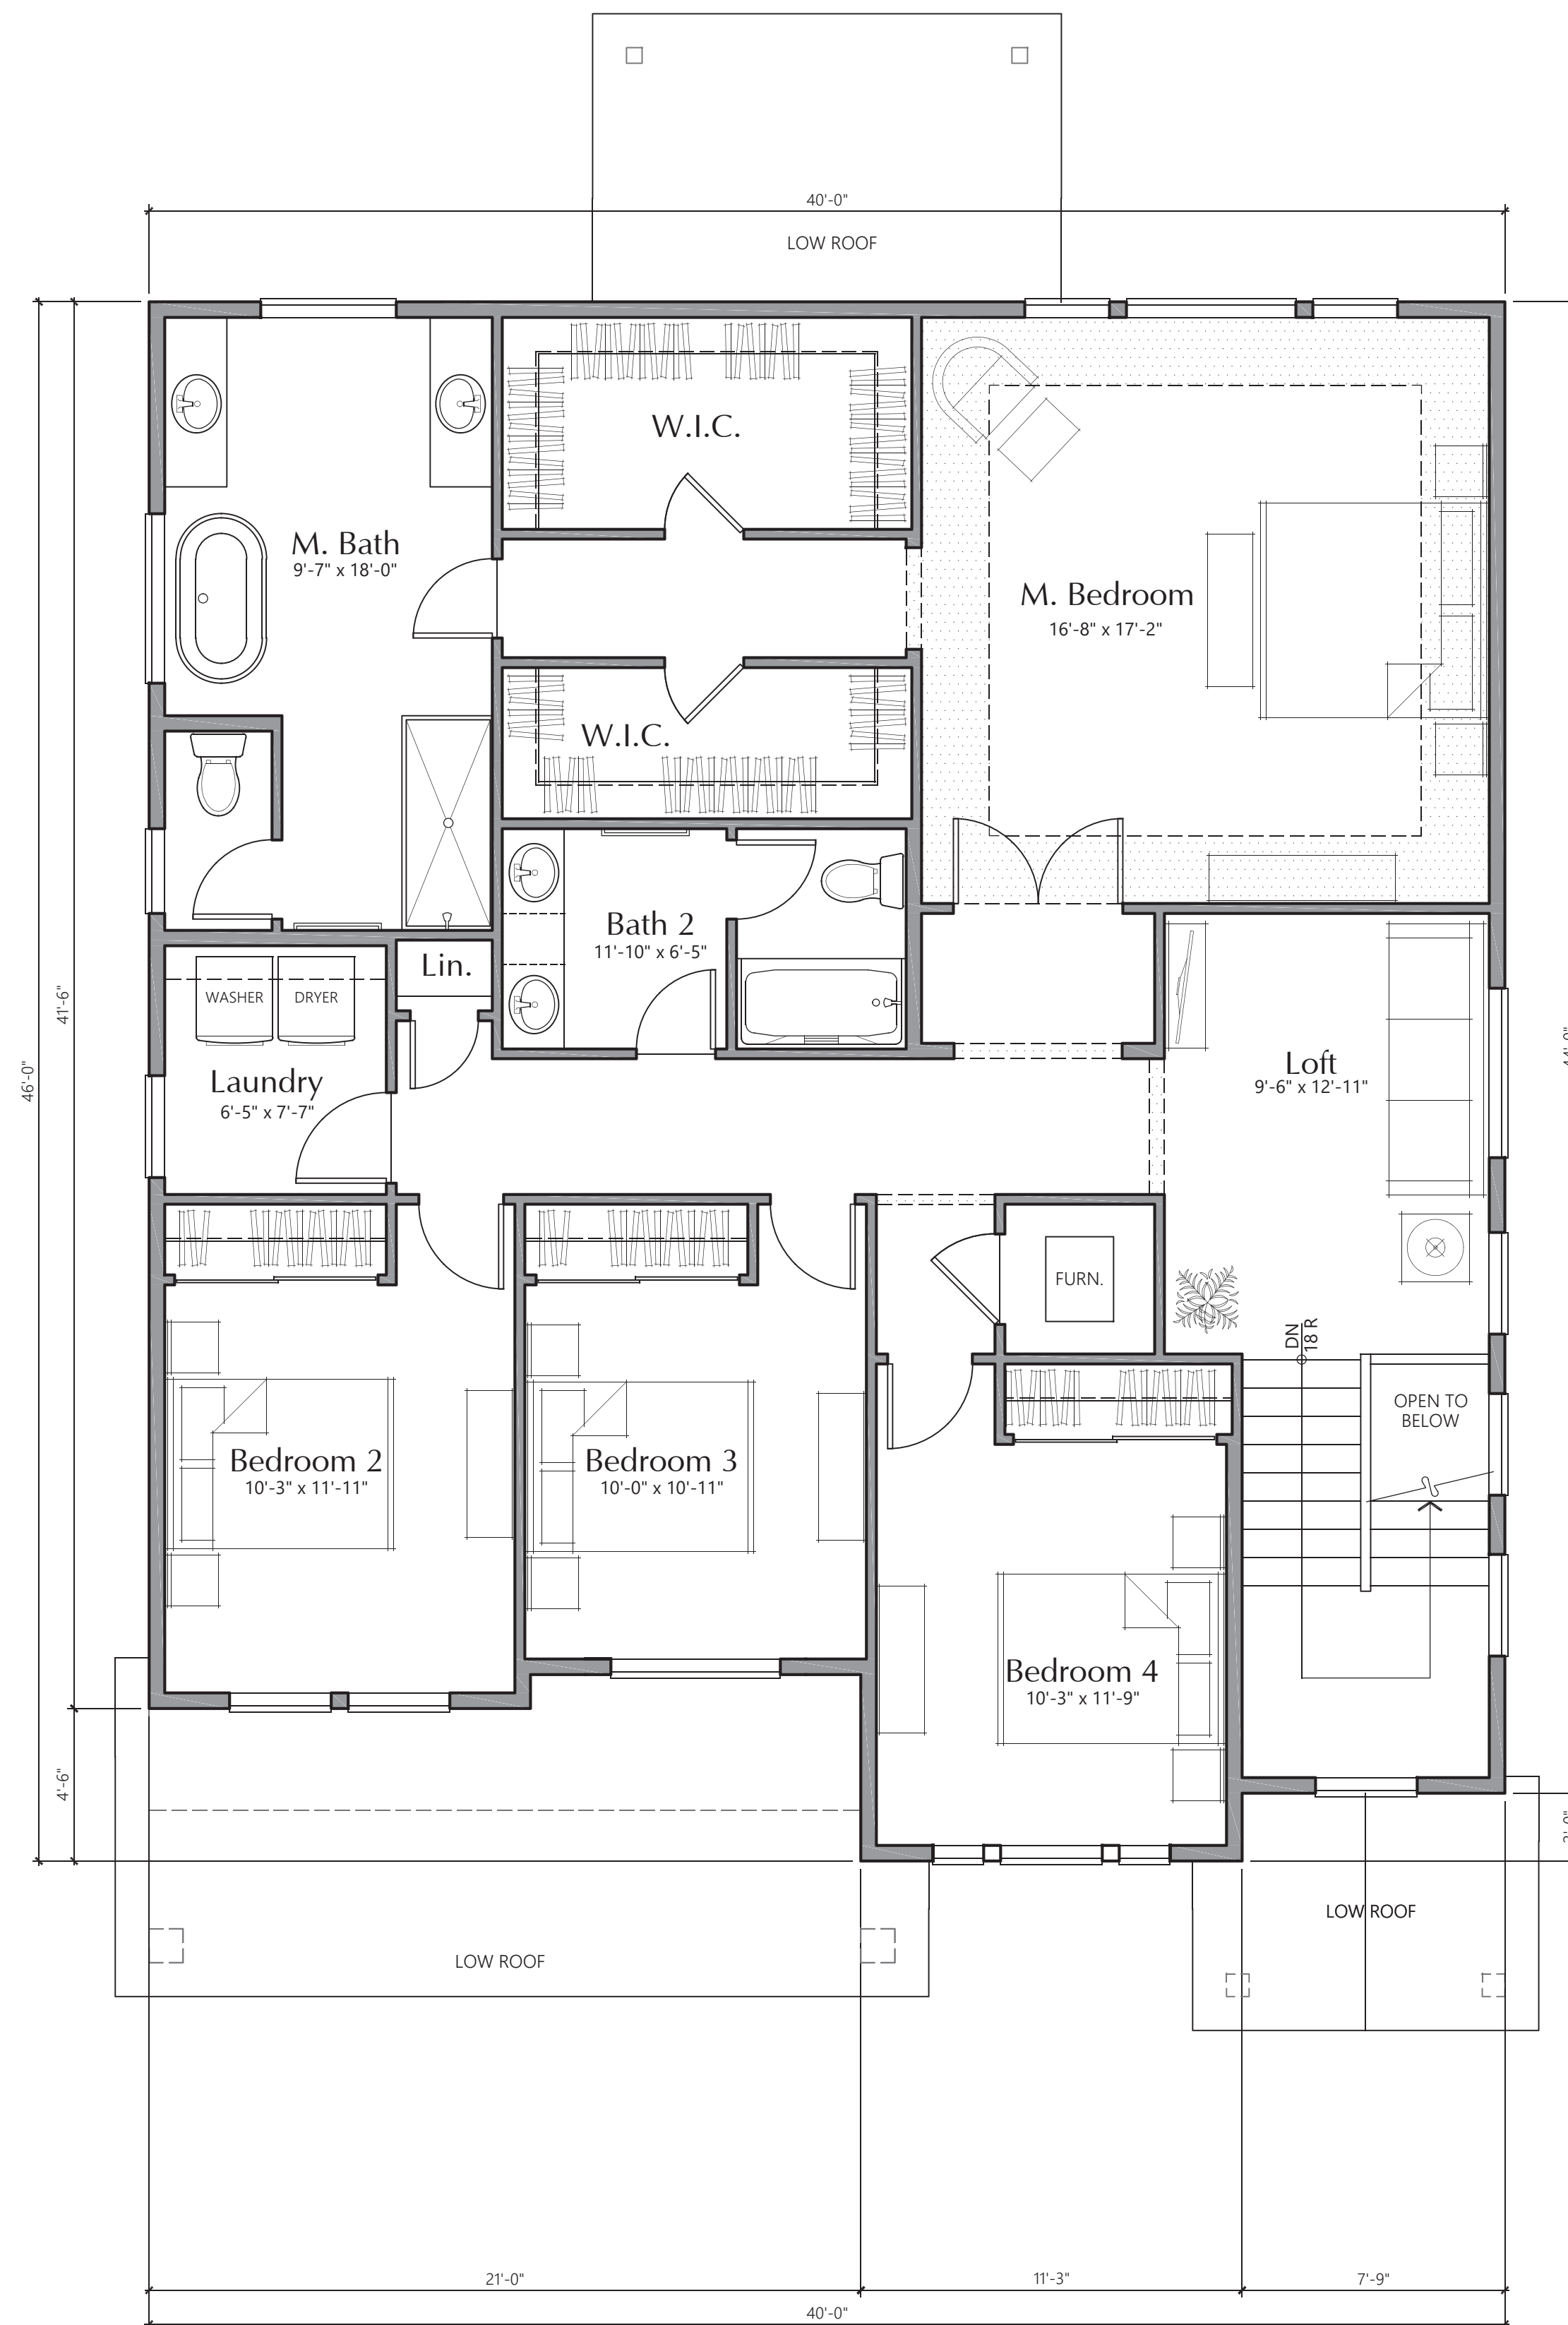 40'-0"
LOW ROOF
W.I.C.
M. Bath
9'-7" x 18'-0"
M. Bedroom
16'-8" x 17'-2"
W.I.C.
Bath 2
11'-10" x 6'-5"
Lin.
WASHER
DRYER
41'-6"
46'-0"
Laundry
6'-5" x 7'-7"
Loft
9'-6" x 12'-11"
FURN.
DN
18 R
OPEN TO
BELOW
Bedroom 2
10'-3" x 11'-11"
Bedroom 3
10'-0" x 10'-11"
Bedroom 4
10'-3" x 11'-9"
4'-6"
LOW ROOF
LOW ROOF
21'-0"
11'-3"
7'-9"
40'-0"